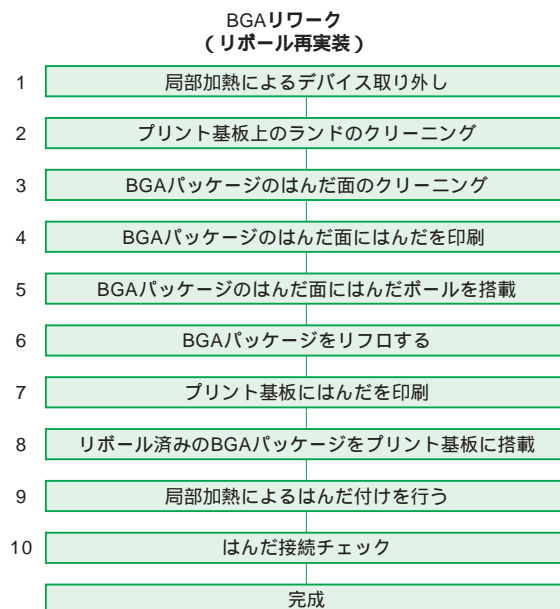 BGAリワーク
（リボール再実装）
1 局部加熱によるデバイス取り外し
2 プリント基板上のランドのクリーニング
3 BGAパッケージのはんだ面のクリーニング
4 BGAパッケージのはんだ面にはんだを印刷
5 BGAパッケージのはんだ面にはんだボールを搭載
6 BGAパッケージをリフロする
7 プリント基板にはんだを印刷
8 リボール済みのBGAパッケージをプリント基板に搭載
9 局部加熱によるはんだ付けを行う
10 はんだ接続チェック
完成